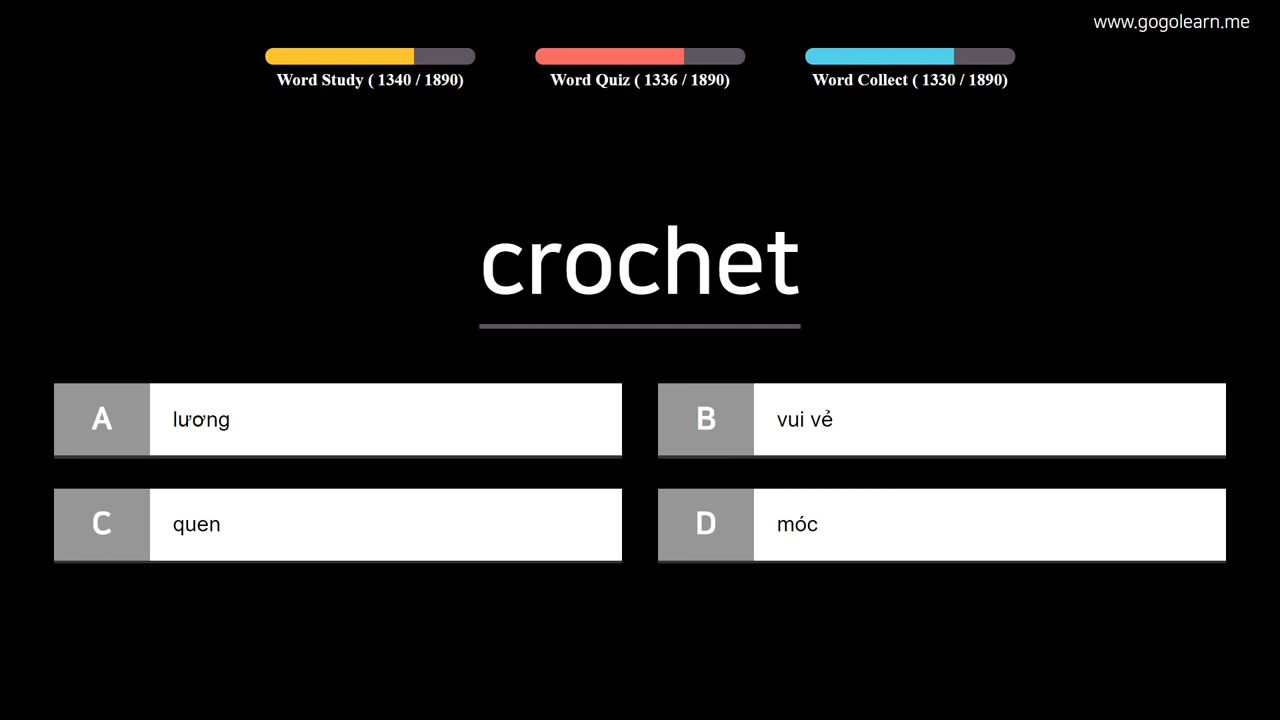 www.gogolearn.me
Word Study ( 1340 / 1890)
Word Quiz ( 1336 / 1890)
Word Collect ( 1330 / 1890)
crochet
A lương
B vui vẻ
C quen
D móc